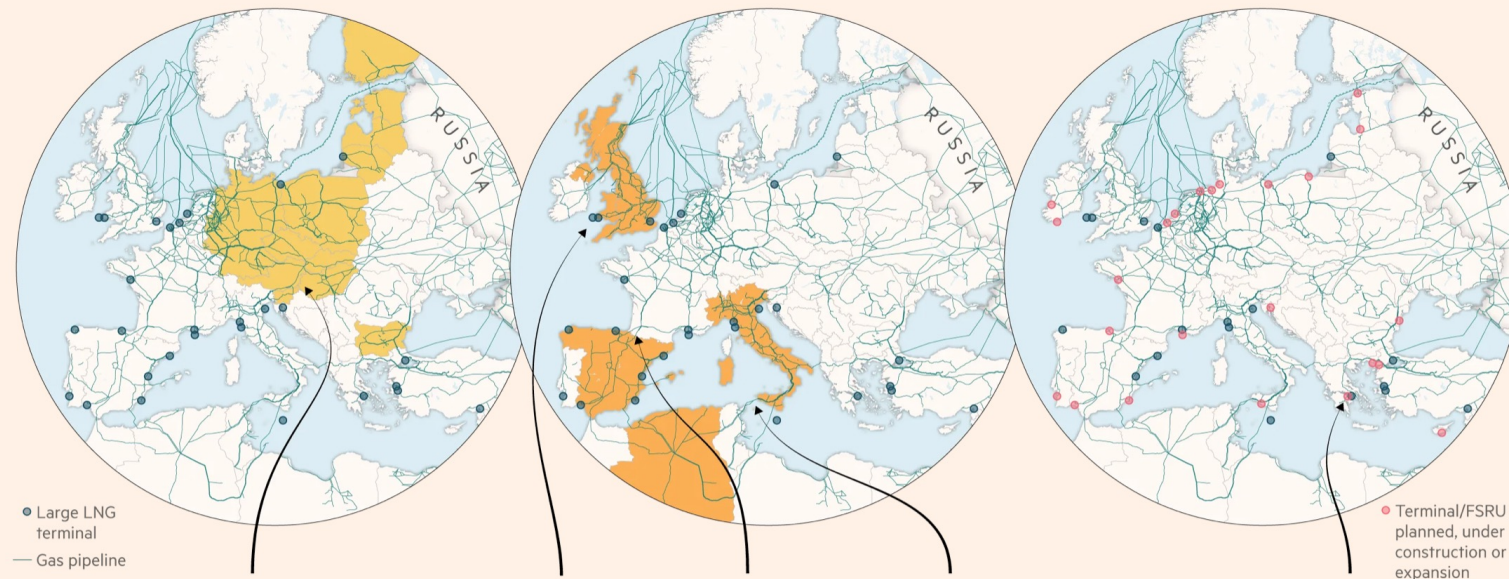 RUSSIA
RUSSIA
RUSSIA
Large LNG
terminal
Gas pipeline
Terminal/FSRU
planned, under
construction or
expansion